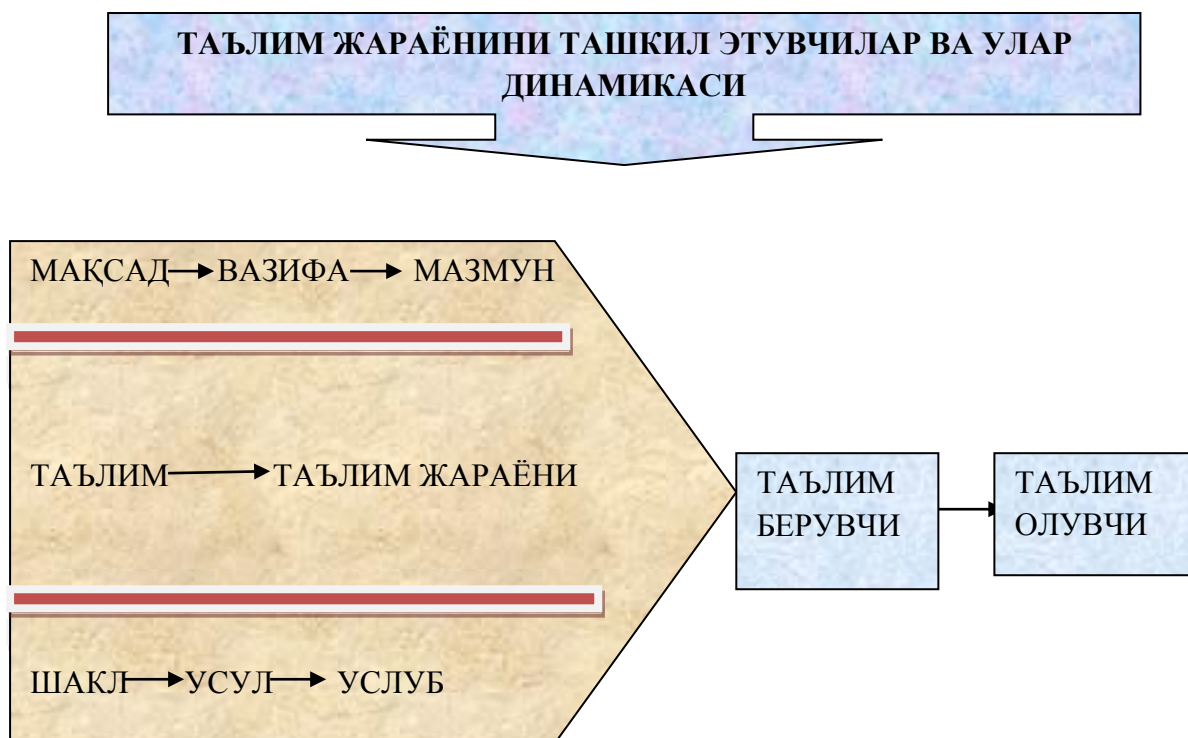 ТАЪЛИМ ЖАРАЁНИНИ ТАШКИЛ ЭТУВЧИЛАР ВА УЛАР
ДИНАМИКАСИ
МАҚСАД ВАЗИФА МАЗМУН
ТАЪЛИМ ТАЪЛИМ ЖАРАЁНИ
ТАЪЛИМ
БЕРУВЧИ
ТАЪЛИМ
ОЛУВЧИ
ШАКЛ УСУЛ УСЛУБ